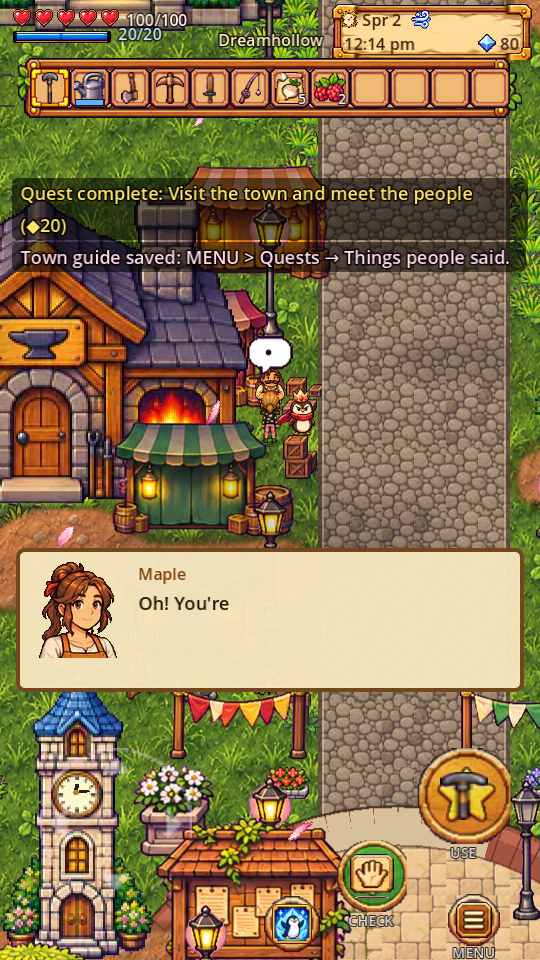 100/100
20/20
Dreamhollow
Spr 2
12:14 pm
80
5
2
Quest complete: Visit the town and meet the people
(◆20)
Town guide saved: MENU > Quests → Things people said.
Maple
Oh! You're
USE
CHECK
MENU